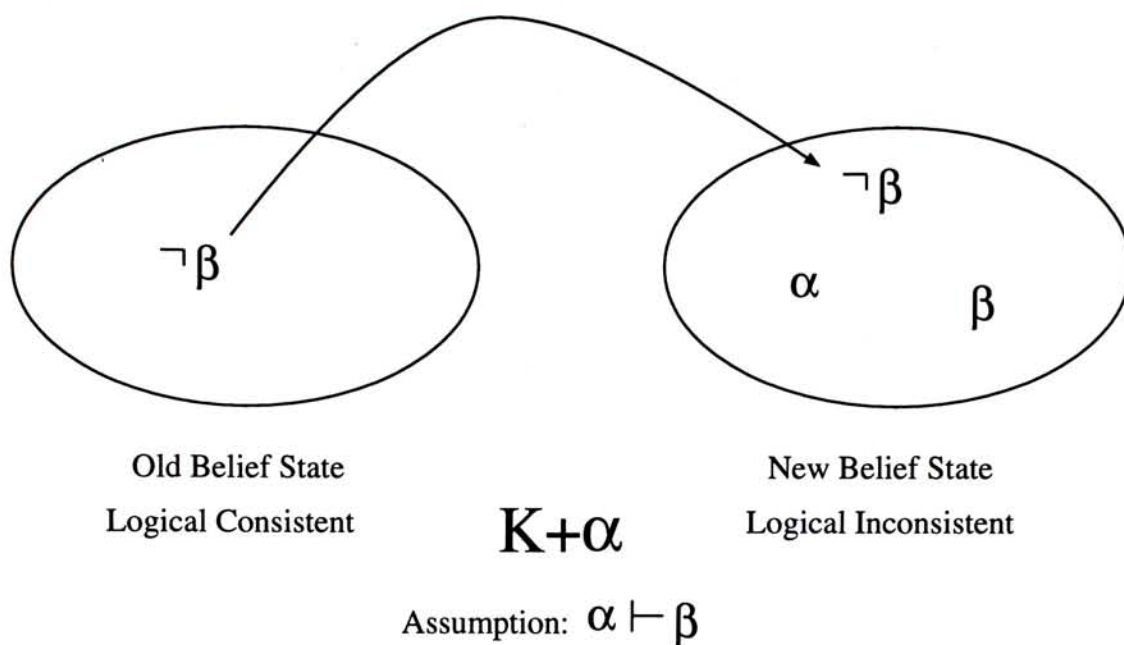 ¬β
¬β
α
β
Old Belief State
Logical Consistent
New Belief State
Logical Inconsistent
K+α
Assumption: α ⊢ β